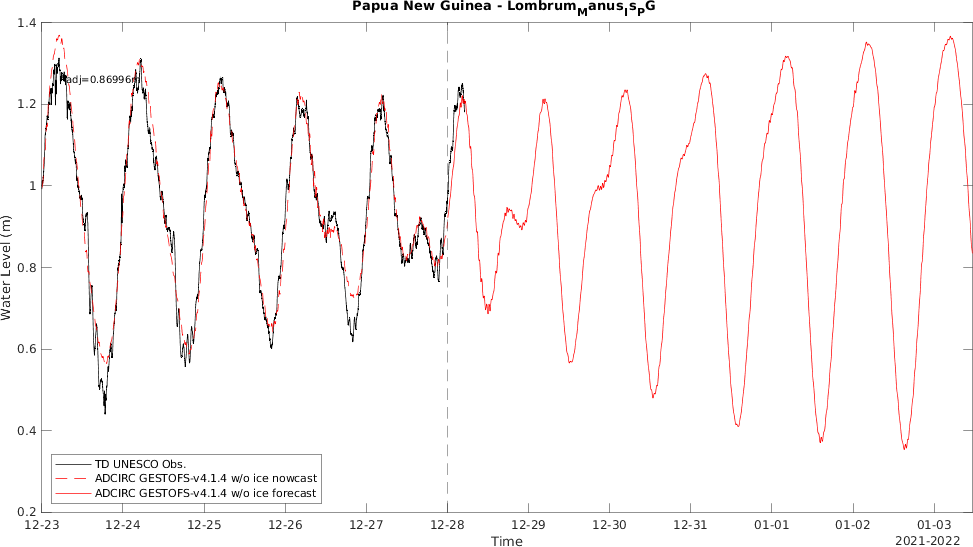 Papua New Guinea - LombrumManusIsPG
1.4
1.2
1
0.8
0.6
0.4
0.2
Water Level (m)
adj=0.86996m
TD UNESCO Obs.
ADCIRC GESTOFS-v4.1.4 w/o ice nowcast
ADCIRC GESTOFS-v4.1.4 w/o ice forecast
12-23 12-24 12-25 12-26 12-27 12-28 12-29 12-30 12-31 01-01 01-02 01-03
Time
2021-2022